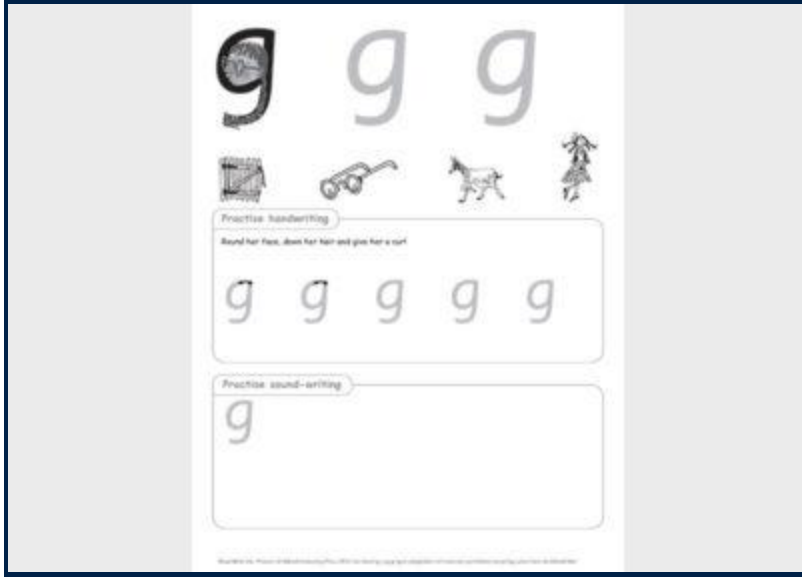 g g g
Practise handwriting
Round her face, down her hair and give her a curl
g g g g g
Practise sound-writing
g